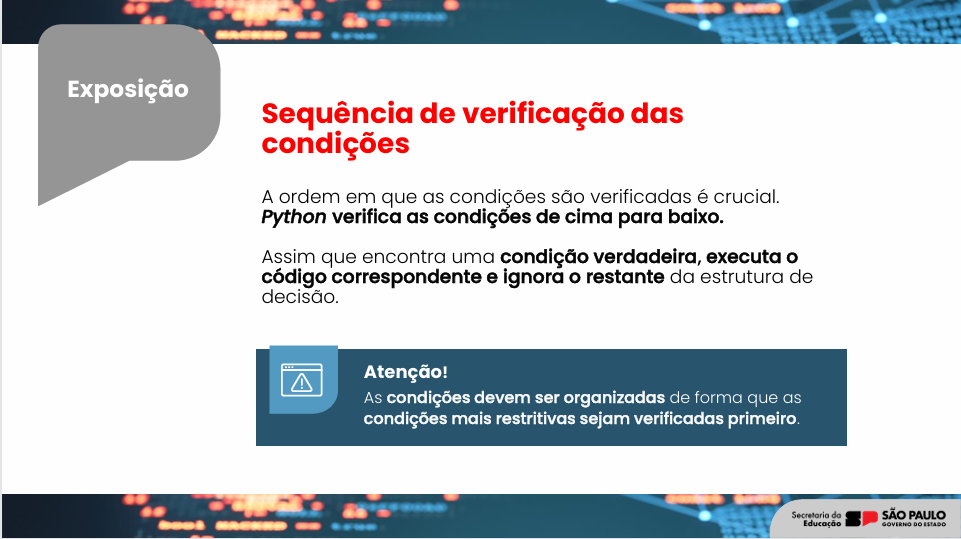 Exposição
Sequência de verificação das
condições
A ordem em que as condições são verificadas é crucial.
Python verifica as condições de cima para baixo.
Assim que encontra uma condição verdadeira, executa o
código correspondente e ignora o restante da estrutura de
decisão.
Atenção!
As condições devem ser organizadas de forma que as
condições mais restritivas sejam verificadas primeiro.
Secretaria da
Educação
SP
SÃO PAULO
GOVERNO DO ESTADO